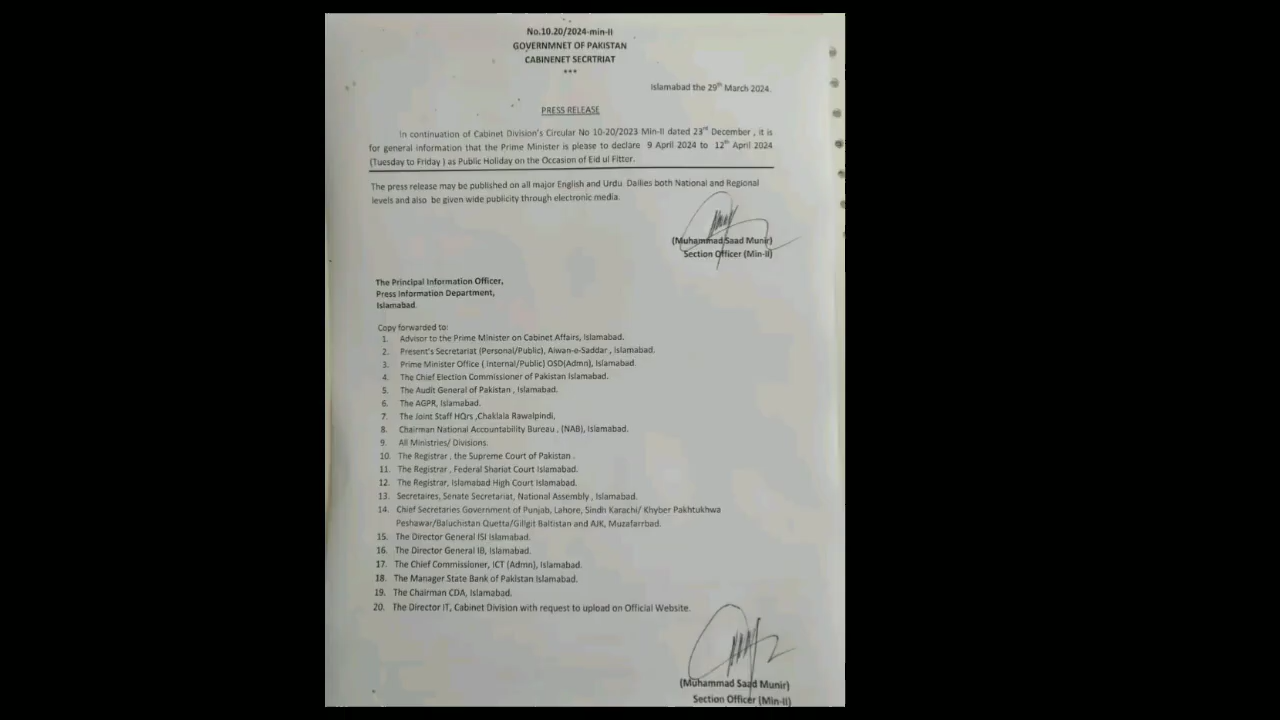 No.10.20/2024-min-II
GOVERNMNET OF PAKISTAN
CABINENET SECRTRIAT
***
Islamabad the 29th March 2024.
PRESS RELEASE
In continuation of Cabinet Division's Circular No 10-20/2023 Min-II dated 23rd December , it is
for general information that the Prime Minister is please to declare 9 April 2024 to 12th April 2024
(Tuesday to Friday ) as Public Holiday on the Occasion of Eid ul Fitter.
The press release may be published on all major English and Urdu Dailies both National and Regional
levels and also be given wide publicity through electronic media.
(Muhammad Saad Munir)
Section Officer (Min-II)
The Principal Information Officer,
Press Information Department,
Islamabad.
Copy forwarded to:
1. Advisor to the Prime Minister on Cabinet Affairs, Islamabad.
2. Present's Secretariat (Personal/Public), Aiwan-e-Saddar , Islamabad.
3. Prime Minister Office ( Internal/Public) OSD(Admn), Islamabad.
4. The Chief Election Commissioner of Pakistan Islamabad.
5. The Audit General of Pakistan , Islamabad.
6. The AGPR, Islamabad.
7. The Joint Staff HQrs ,Chaklala Rawalpindi,
8. Chairman National Accountability Bureau , (NAB), Islamabad.
9. All Ministries/ Divisions.
10. The Registrar , the Supreme Court of Pakistan .
11. The Registrar , Federal Shariat Court Islamabad.
12. The Registrar, Islamabad High Court Islamabad.
13. Secretaires, Senate Secretariat, National Assembly , Islamabad.
14. Chief Secretaries Government of Punjab, Lahore, Sindh Karachi/ Khyber Pakhtukhwa
Peshawar/Baluchistan Quetta/Gillgit Baltistan and AJK, Muzafarrbad.
15. The Director General ISI Islamabad.
16. The Director General IB, Islamabad.
17. The Chief Commissioner, ICT (Admn), Islamabad.
18. The Manager State Bank of Pakistan Islamabad.
19. The Chairman CDA, Islamabad.
20. The Director IT, Cabinet Division with request to upload on Official Website.
(Muhammad Saad Munir)
Section Officer (Min-II)